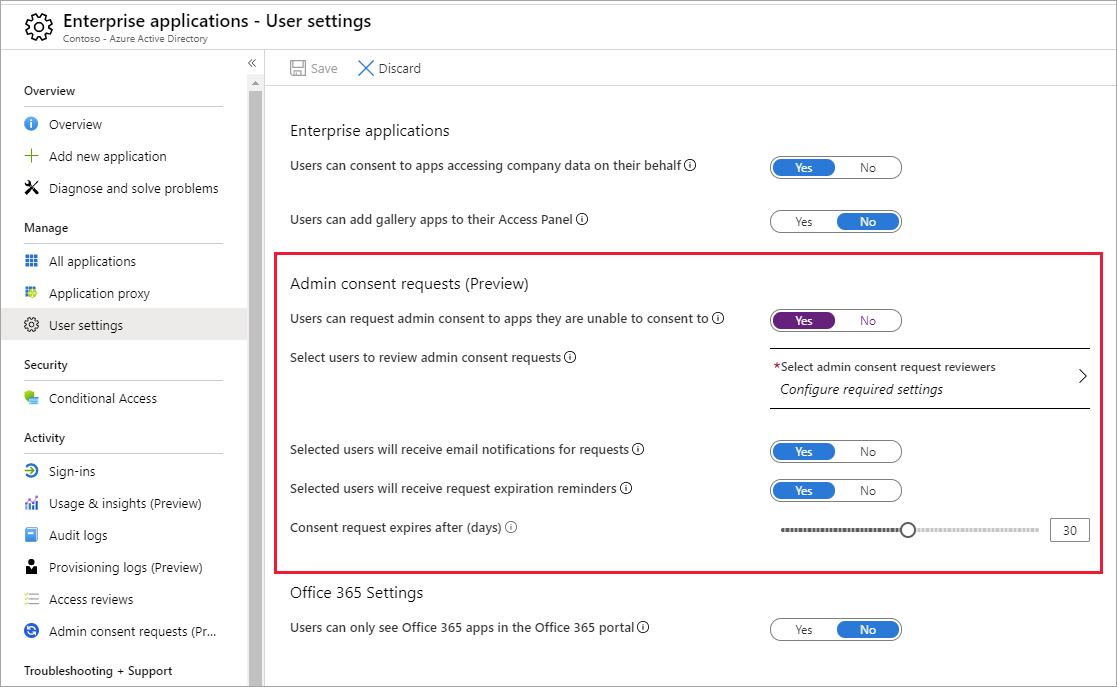 Enterprise applications - User settings
Contoso - Azure Active Directory
«
Save
Discard
Overview
Overview
Add new application
Diagnose and solve problems
Manage
All applications
Application proxy
User settings
Security
Conditional Access
Activity
Sign-ins
Usage & insights (Preview)
Audit logs
Provisioning logs (Preview)
Access reviews
Admin consent requests (Pr...
Troubleshooting + Support
Enterprise applications
Users can consent to apps accessing company data on their behalf
Yes No
Users can add gallery apps to their Access Panel
Yes No
Admin consent requests (Preview)
Users can request admin consent to apps they are unable to consent to
Yes No
Select users to review admin consent requests
*Select admin consent request reviewers
Configure required settings
Selected users will receive email notifications for requests
Yes No
Selected users will receive request expiration reminders
Yes No
Consent request expires after (days)
30
Office 365 Settings
Users can only see Office 365 apps in the Office 365 portal
Yes No